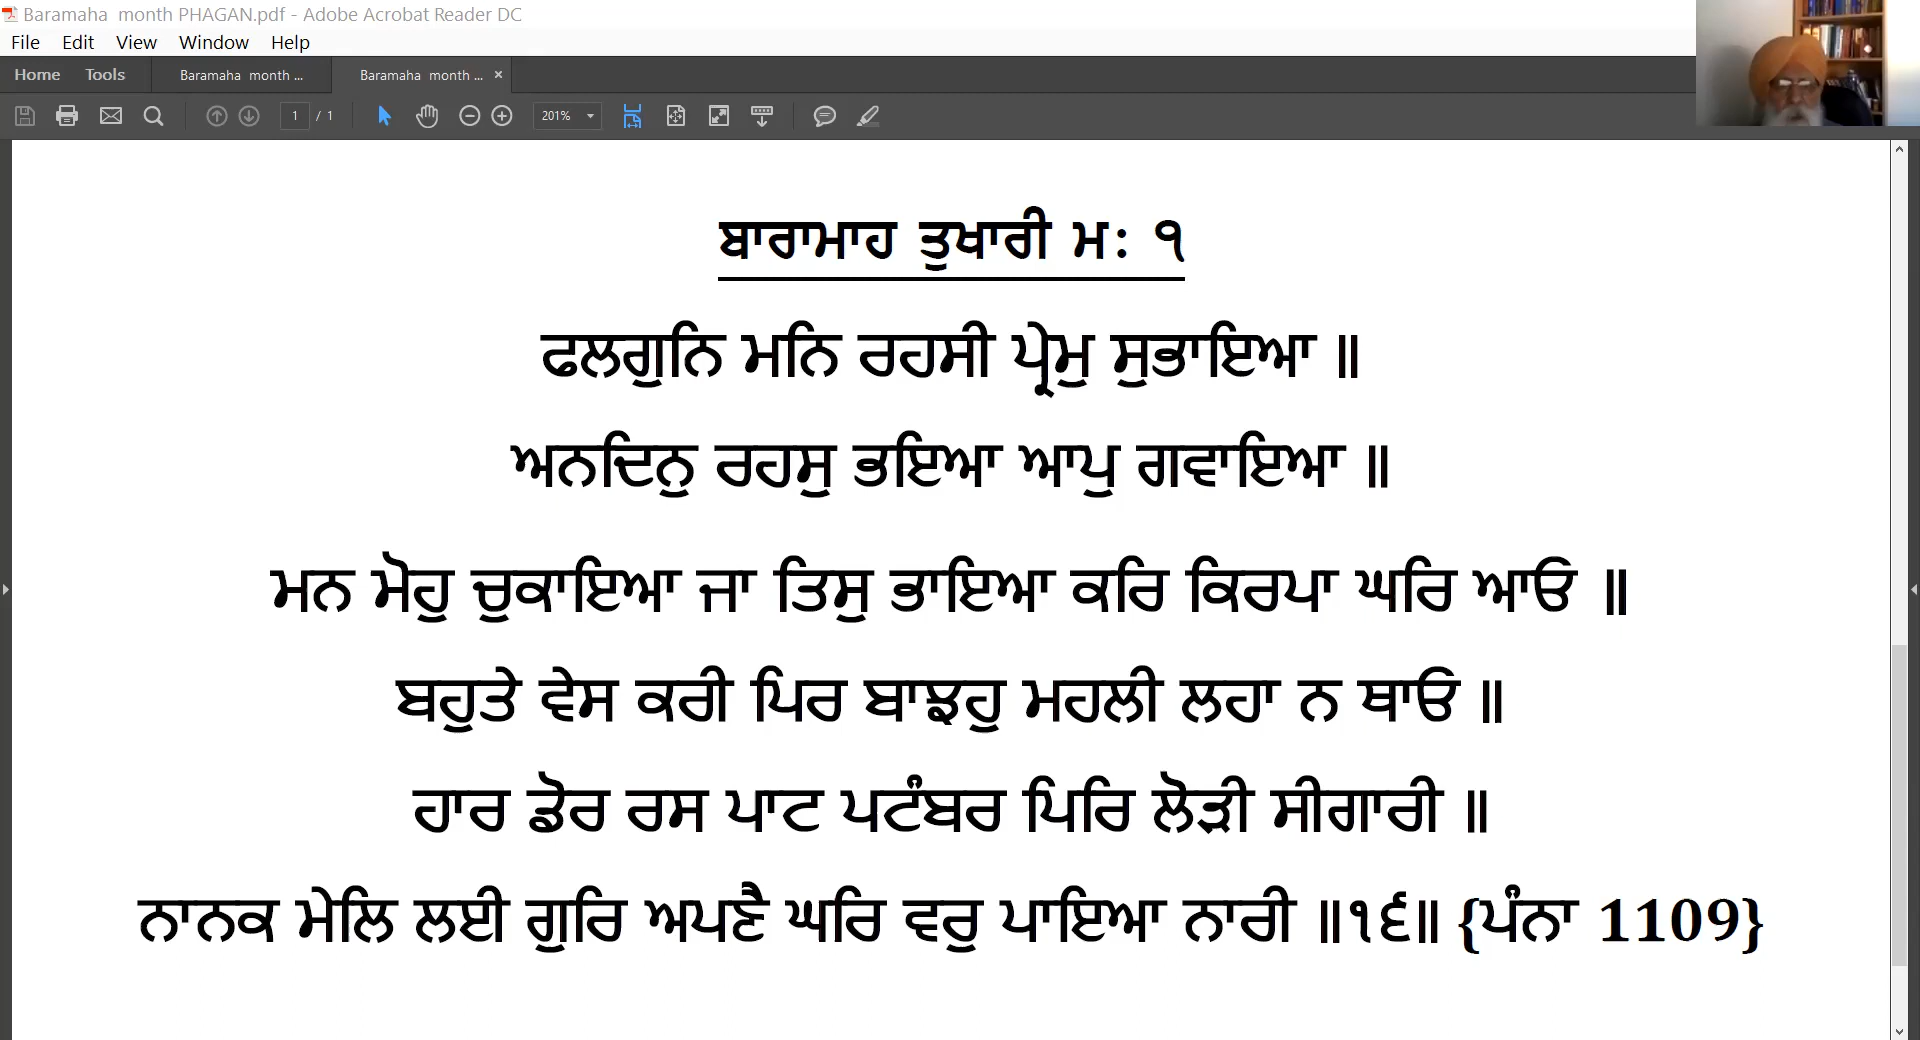 Baramaha month PHAGAN.pdf - Adobe Acrobat Reader DC
File Edit View Window Help
Home Tools Baramaha month ... Baramaha month ... ×
1 / 1 201%
ਬਾਰਾਮਾਹ ਤੁਖਾਰੀ ਮ: ੧
ਫਲਗੁਨਿ ਮਨਿ ਰਹਸੀ ਪ੍ਰੇਮੁ ਸੁਭਾਇਆ ॥
ਅਨਦਿਨੁ ਰਹਸੁ ਭਇਆ ਆਪੁ ਗਵਾਇਆ ॥
ਮਨ ਮੋਹੁ ਚੁਕਾਇਆ ਜਾ ਤਿਸੁ ਭਾਇਆ ਕਰਿ ਕਿਰਪਾ ਘਰਿ ਆਓ ॥
ਬਹੁਤੇ ਵੇਸ ਕਰੀ ਪਿਰ ਬਾਝਹੁ ਮਹਲੀ ਲਹਾ ਨ ਥਾਓ ॥
ਹਾਰ ਡੋਰ ਰਸ ਪਾਟ ਪਟੰਬਰ ਪਿਰਿ ਲੋੜੀ ਸੀਗਾਰੀ ॥
ਨਾਨਕ ਮੇਲਿ ਲਈ ਗੁਰਿ ਅਪਣੈ ਘਰਿ ਵਰੁ ਪਾਇਆ ਨਾਰੀ ॥੧੬॥ {ਪੰਨਾ 1109}